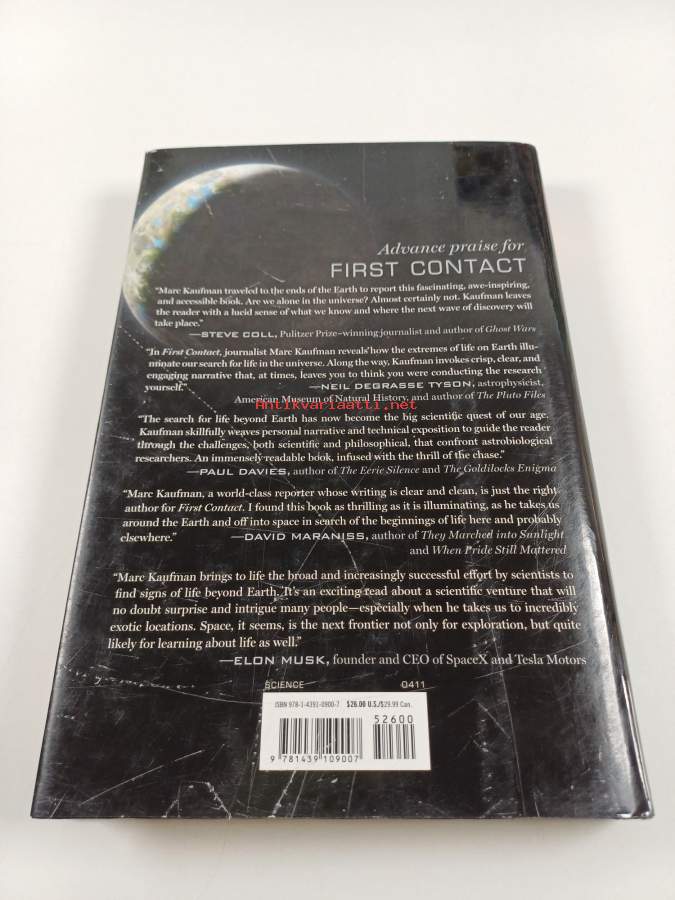 Advance praise for
FIRST CONTACT
“Marc Kaufman traveled to the ends of the Earth to report this fascinating, awe-inspiring,
and accessible book. Are we alone in the universe? Almost certainly not. Kaufman leaves
the reader with a lucid sense of what we know and where the next wave of discovery will
take place.”
—STEVE COLL, Pulitzer Prize–winning journalist and author of Ghost Wars
“In First Contact, journalist Marc Kaufman reveals how the extremes of life on Earth illu-
minate our search for life in the universe. Along the way, Kaufman invokes crisp, clear, and
engaging narrative that, at times, leaves you to think you were conducting the research
yourself.” —NEIL DEGRASSE TYSON, astrophysicist,
American Museum of Natural History, and author of The Pluto Files
Antikvariaatti.net
“The search for life beyond Earth has now become the big scientific quest of our age.
Kaufman skillfully weaves personal narrative and technical exposition to guide the reader
through the challenges, both scientific and philosophical, that confront astrobiological
researchers. An immensely readable book, infused with the thrill of the chase.”
—PAUL DAVIES, author of The Eerie Silence and The Goldilocks Enigma
“Marc Kaufman, a world-class reporter whose writing is clear and clean, is just the right
author for First Contact. I found this book as thrilling as it is illuminating, as he takes us
around the Earth and off into space in search of the beginnings of life here and probably
elsewhere.” —DAVID MARANISS, author of They Marched into Sunlight
and When Pride Still Mattered
“Marc Kaufman brings to life the broad and increasingly successful effort by scientists to
find signs of life beyond Earth. It’s an exciting read about a scientific venture that will
no doubt surprise and intrigue many people—especially when he takes us to incredibly
exotic locations. Space, it seems, is the next frontier not only for exploration, but quite
likely for learning about life as well.”
—ELON MUSK, founder and CEO of SpaceX and Tesla Motors
SCIENCE 0411
ISBN 978-1-4391-0900-7 $26.00 U.S./$29.99 Can.
52600
9 781439 109007